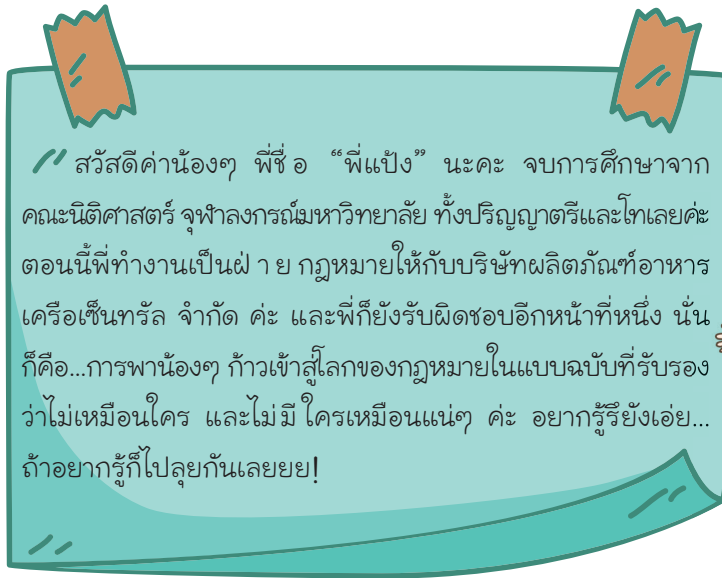 สวัสดีค่าน้องๆ พี่ชื่อ “พี่แป้ง” นะคะ จบการศึกษาจาก
คณะนิติศาสตร์ จุฬาลงกรณ์มหาวิทยาลัย ทั้งปริญญาตรีและโทเลยค่ะ
ตอนนี้พี่ทำงานเป็นฝ่ า ย กฎหมายให้กับบริษัทผลิตภัณฑ์อาหาร
เครือเซ็นทรัล จำกัด ค่ะ และพี่ก็ยังรับผิดชอบอีกหน้าที่หนึ่ง นั่น
ก็คือ...การพาน้องๆ ก้าวเข้าสู่โลกของกฎหมายในแบบฉบับที่รับรอง
ว่าไม่เหมือนใคร และไม่มีใครเหมือนแน่ๆ ค่ะ อยากรู้รึยังเอ่ย...
ถ้าอยากรู้ก็ไปลุยกันเลยยย!